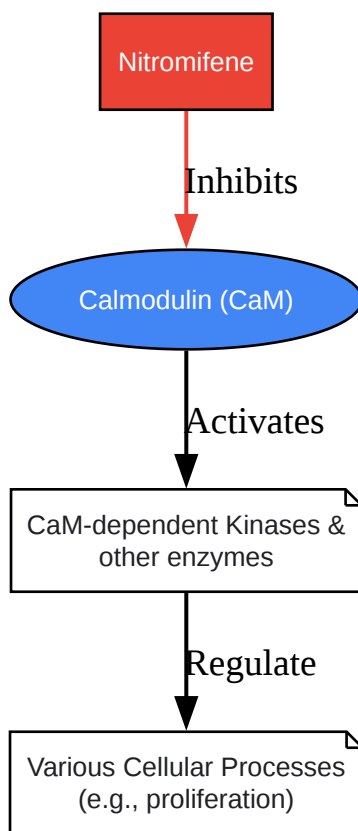 Nitromifene
Inhibits
Calmodulin (CaM)
Activates
CaM-dependent Kinases &
other enzymes
Regulate
Various Cellular Processes
(e.g., proliferation)